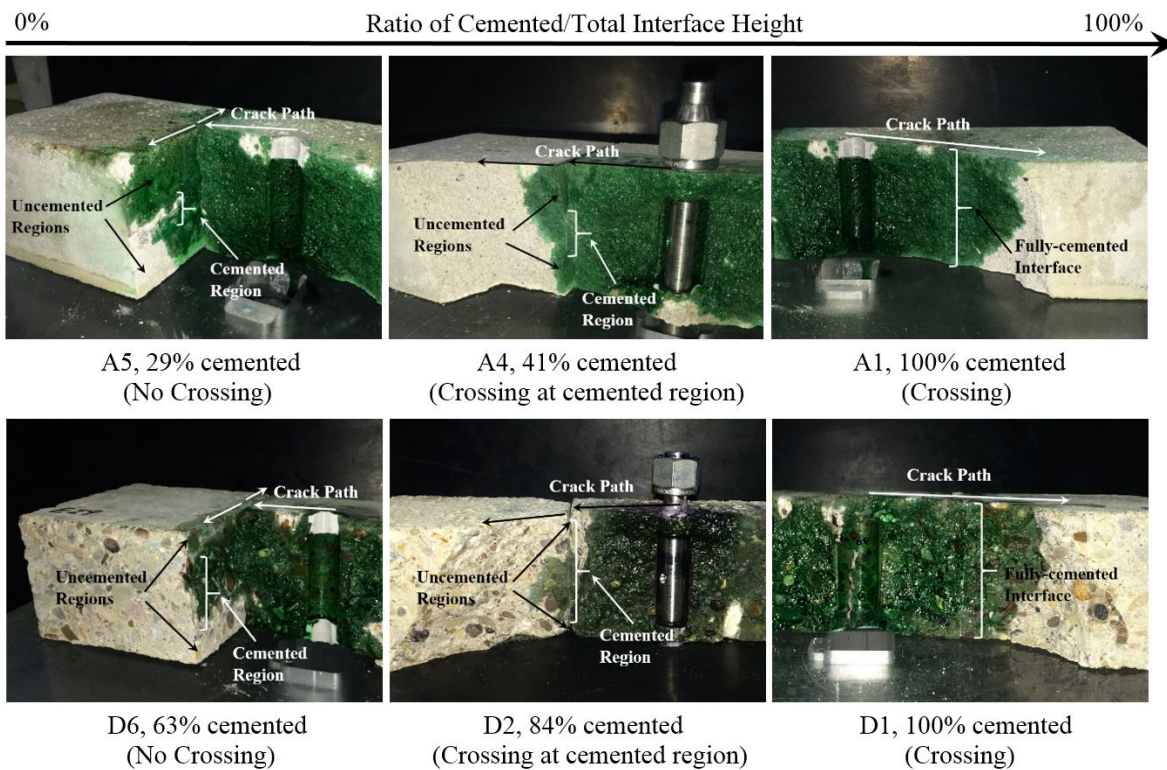 0%
Ratio of Cemented/Total Interface Height
100%
Crack Path
Uncemented
Regions
Cemented
Region
Crack Path
Uncemented
Regions
Cemented
Region
Crack Path
Fully-cemented
Interface
A5, 29% cemented
(No Crossing)
A4, 41% cemented
(Crossing at cemented region)
A1, 100% cemented
(Crossing)
Crack Path
Uncemented
Regions
Cemented
Region
Crack Path
Uncemented
Regions
Cemented
Region
Crack Path
Fully-cemented
Interface
D6, 63% cemented
(No Crossing)
D2, 84% cemented
(Crossing at cemented region)
D1, 100% cemented
(Crossing)